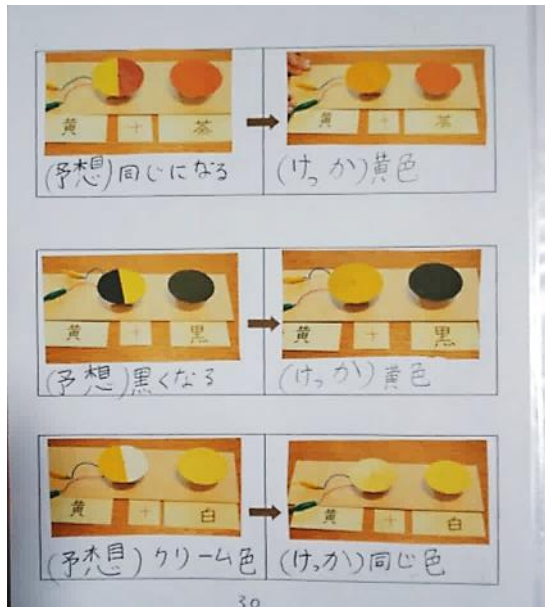 黄 + 茶
黄 + 茶
(予想)同じになる
(けっか)黄色
黄 + 黒
黄 + 黒
(予想)黒くなる
(けっか)黄色
黄 + 白
黄 + 白
(予想)クリーム色
(けっか)同じ色
30